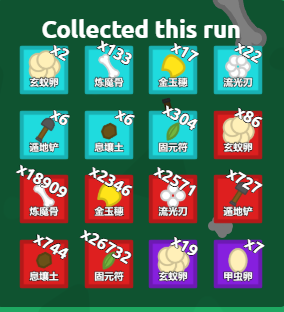 Collected this run
x2 x133 x17 x22
玄蚁卵 炼魔骨 金玉穗 流光刃
x6 x6 x304 x86
遁地铲 息壤土 固元符 玄蚁卵
x18909 x2346 x2571 x727
炼魔骨 金玉穗 流光刃 遁地铲
x744 x26732 x19 x7
息壤土 固元符 玄蚁卵 甲虫卵